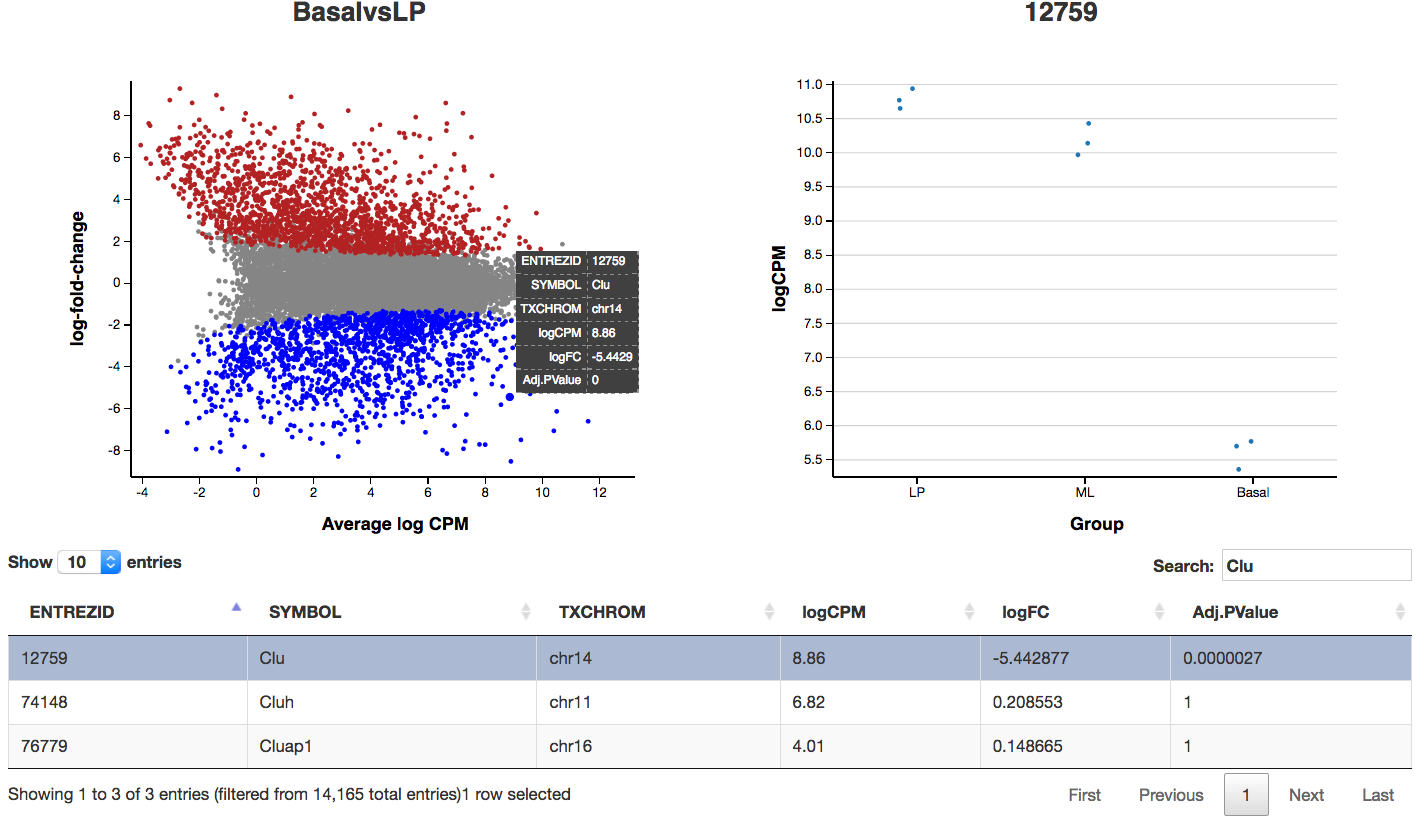 BasalvsLP
12759
8
6
4
2
0
-2
-4
-6
-8
log-fold-change
-4 -2 0 2 4 6 8 10 12
Average log CPM
ENTREZID 12759
SYMBOL Clu
TXCHROM chr14
logCPM 8.86
logFC -5.4429
Adj.PValue 0
11.0
10.5
10.0
9.5
9.0
8.5
8.0
7.5
7.0
6.5
6.0
5.5
logCPM
LP ML Basal
Group
Show 10 entries
Search: Clu
ENTREZID SYMBOL TXCHROM logCPM logFC Adj.PValue
12759 Clu chr14 8.86 -5.442877 0.0000027
74148 Cluh chr11 6.82 0.208553 1
76779 Cluap1 chr16 4.01 0.148665 1
Showing 1 to 3 of 3 entries (filtered from 14,165 total entries)1 row selected
First Previous 1 Next Last